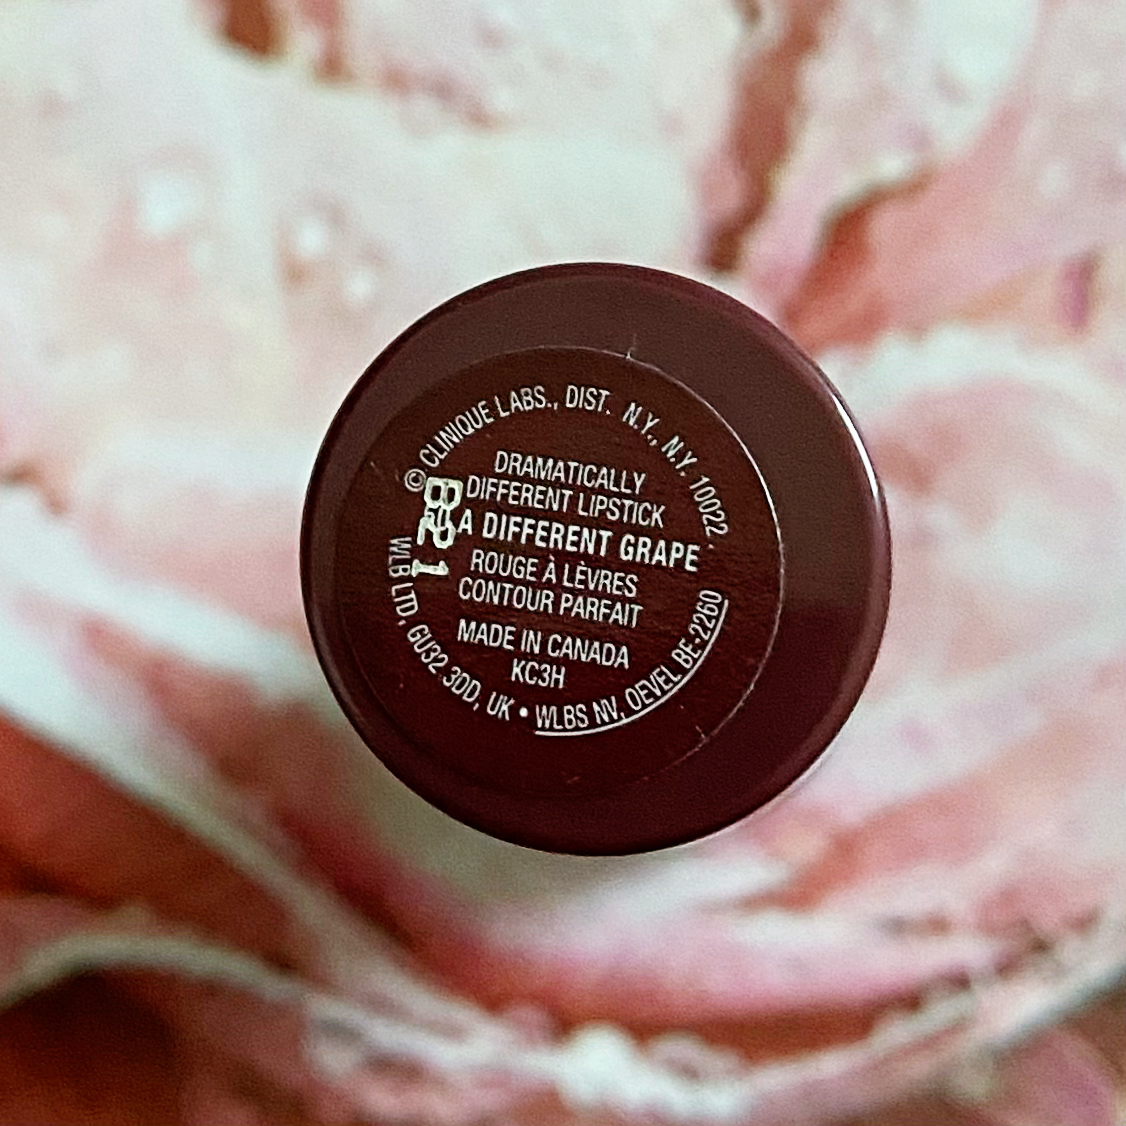 © CLINIQUE LABS., DIST. N.Y., N.Y. 10022
DRAMATICALLY
DIFFERENT LIPSTICK
A DIFFERENT GRAPE
ROUGE À LÈVRES
CONTOUR PARFAIT
MADE IN CANADA
KC3H
WLB LTD, GU32 3DD, UK • WLBS NV, OEVEL BE-2260